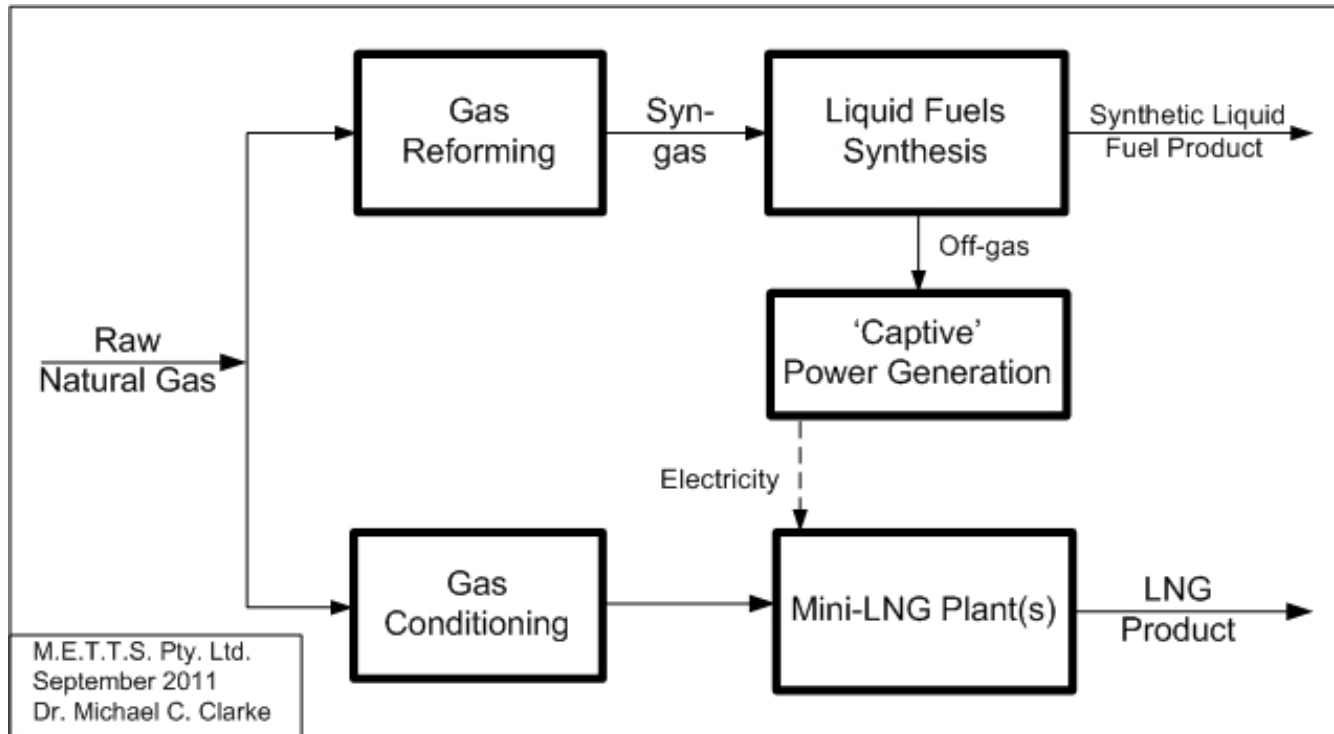 Gas
Reforming
Syn-
gas
Liquid Fuels
Synthesis
Synthetic Liquid
Fuel Product
Off-gas
‘Captive’
Power Generation
Raw
Natural Gas
Electricity
Gas
Conditioning
Mini-LNG Plant(s)
LNG
Product
M.E.T.T.S. Pty. Ltd.
September 2011
Dr. Michael C. Clarke